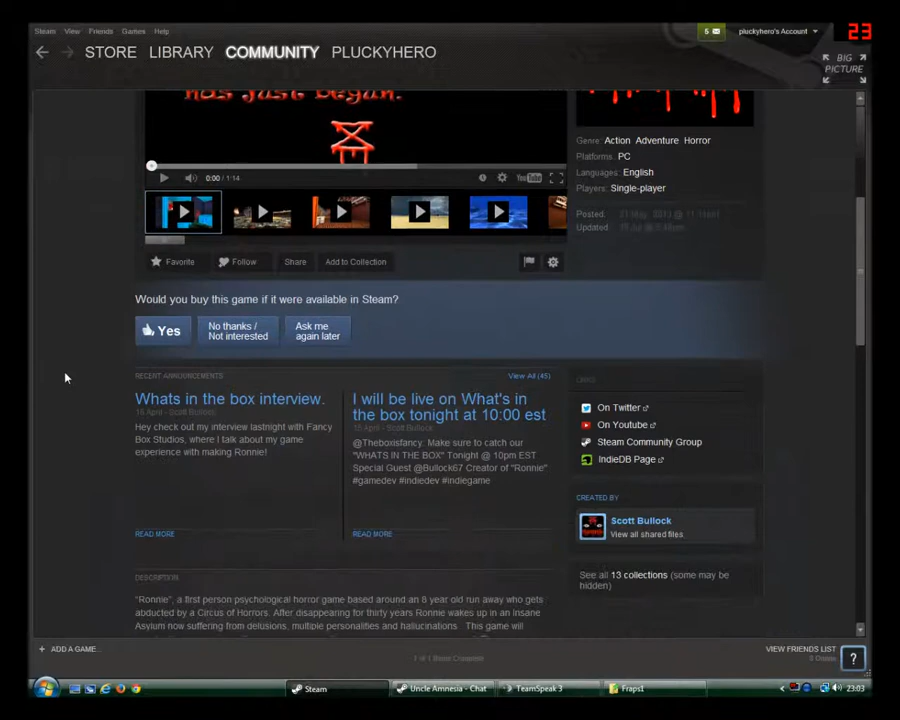 Steam View Friends Games Help
5
pluckyhero's Account
23
STORE LIBRARY COMMUNITY PLUCKYHERO
BIG
PICTURE
has just began.
0:00 / 1:14
YouTube
Genre: Action Adventure Horror
Platforms: PC
Languages: English
Players: Single-player
Posted.
Updated
Favorite
Follow
Share
Add to Collection
Would you buy this game if it were available in Steam?
Yes
No thanks /
Not interested
Ask me
again later
RECENT ANNOUNCEMENTS
View All (45)
Whats in the box interview.
15 April - Scott Bullock
Hey check out my interview lastnight with Fancy
Box Studios, where I talk about my game
experience with making Ronnie!
READ MORE
I will be live on What's in
the box tonight at 10:00 est
15 April - Scott Bullock
@Theboxisfancy: Make sure to catch our
"WHATS IN THE BOX" Tonight @ 10pm EST
Special Guest @Bullock67 Creator of "Ronnie"
#gamedev #indiedev #indiegame
READ MORE
LINKS
On Twitter
On Youtube
Steam Community Group
IndieDB Page
CREATED BY
Scott Bullock
View all shared files
See all 13 collections (some may be
hidden)
DESCRIPTION
"Ronnie", a first person psychological horror game based around an 8 year old run away who gets
abducted by a Circus of Horrors. After disappearing for thirty years Ronnie wakes up in an Insane
Asylum now suffering from delusions, multiple personalities and hallucinations. This game will
+ ADD A GAME...
VIEW FRIENDS LIST
?
Steam
Uncle Amnesia - Chat
TeamSpeak 3
Fraps1
23:03